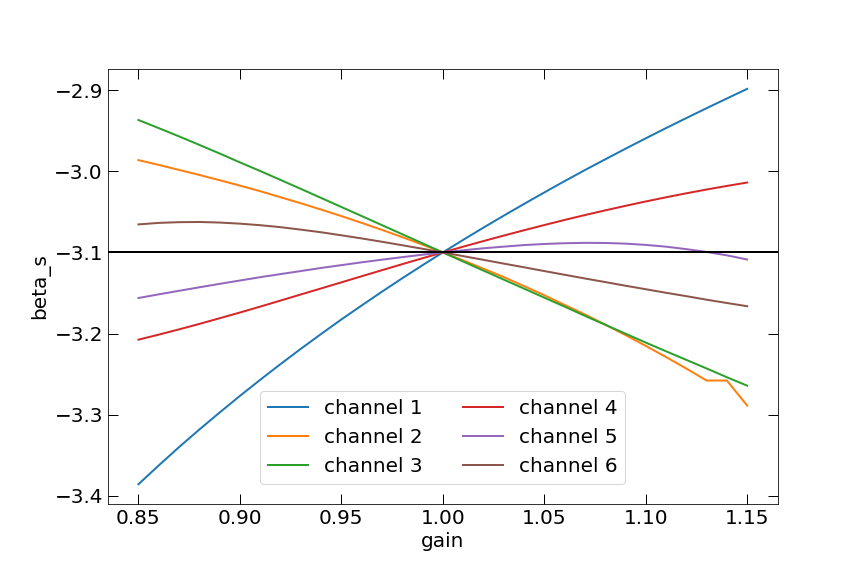 beta_s
−2.9
−3.0
−3.1
−3.2
−3.3
−3.4
channel 1
channel 2
channel 3
channel 4
channel 5
channel 6
0.85 0.90 0.95 1.00 1.05 1.10 1.15
gain